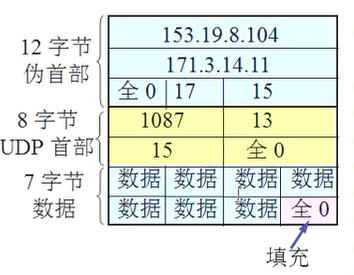 12 字节
伪首部
153.19.8.104
171.3.14.11
全 0 17 15
8 字节
UDP 首部
1087 13
15 全 0
7 字节
数据
数据 数据 数据 数据
数据 数据 数据 全 0
填充